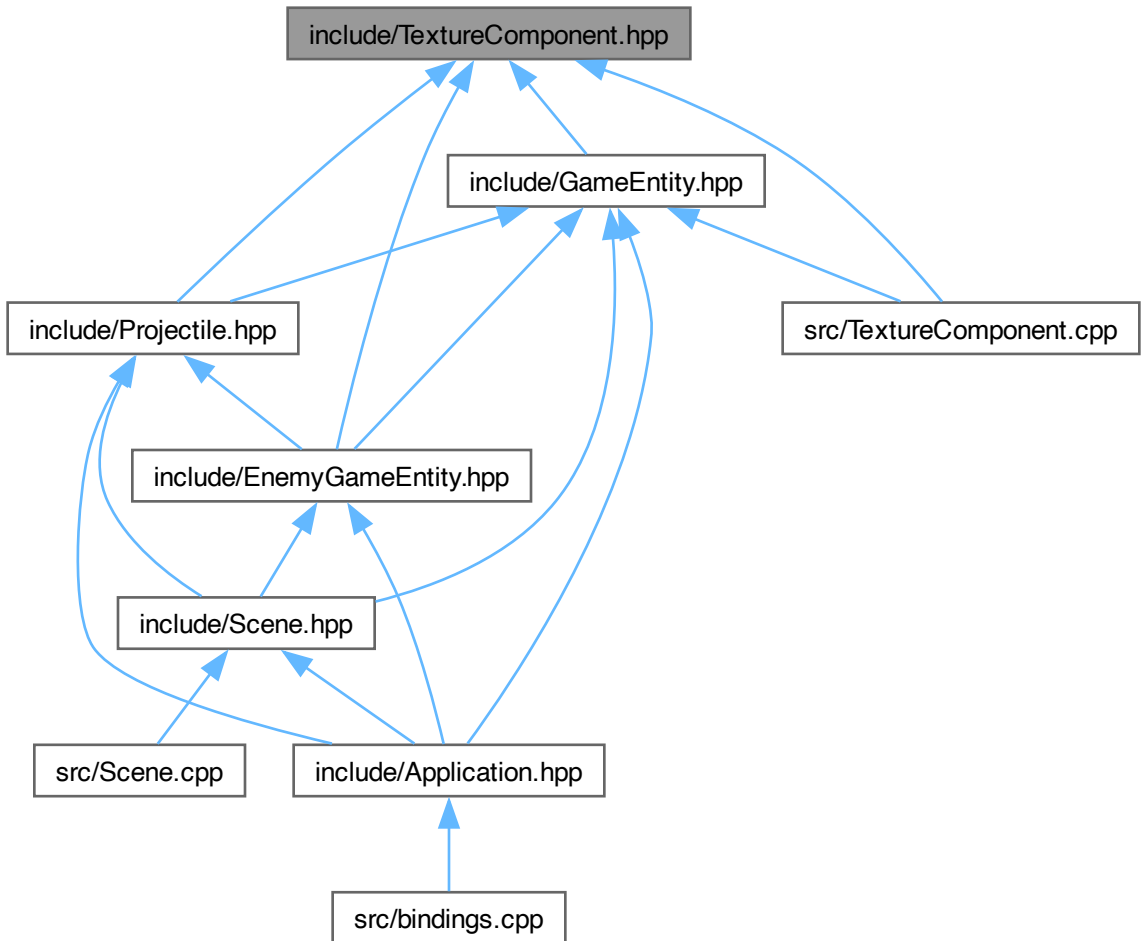 include/TextureComponent.hpp
include/GameEntity.hpp
include/Projectile.hpp
src/TextureComponent.cpp
include/EnemyGameEntity.hpp
include/Scene.hpp
src/Scene.cpp
include/Application.hpp
src/bindings.cpp